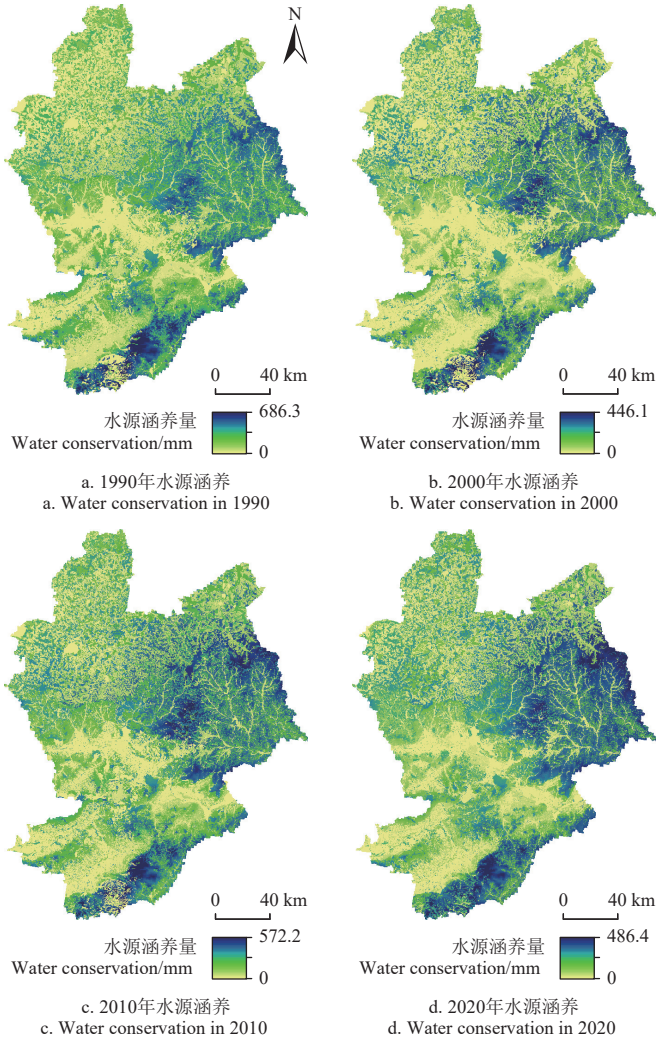 N
0 40 km
0 40 km
水源涵养量 686.3
Water conservation/mm 0
水源涵养量 446.1
Water conservation/mm 0
a. 1990年水源涵养
a. Water conservation in 1990
b. 2000年水源涵养
b. Water conservation in 2000
0 40 km
0 40 km
水源涵养量 572.2
Water conservation/mm 0
水源涵养量 486.4
Water conservation/mm 0
c. 2010年水源涵养
c. Water conservation in 2010
d. 2020年水源涵养
d. Water conservation in 2020